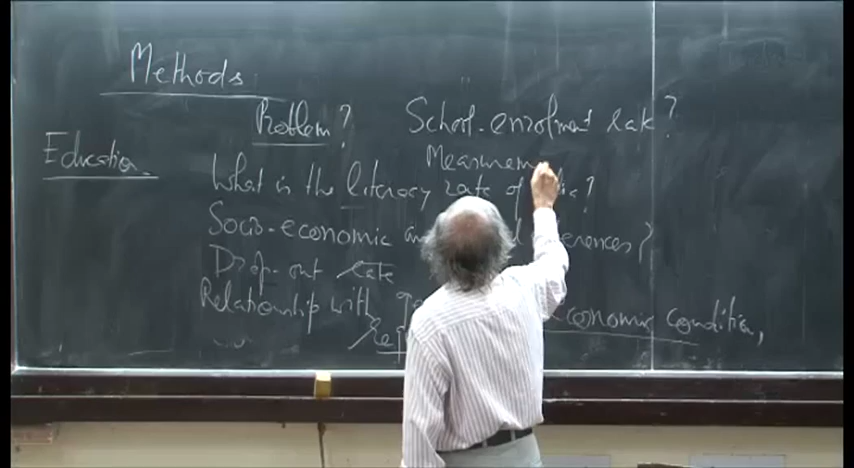 Methods
Problem? School-enrolment rate?
Education
Measurem
What is the literacy rate of ?
Socio-economic differences?
Drop-out rate
Relationship with economic condition,